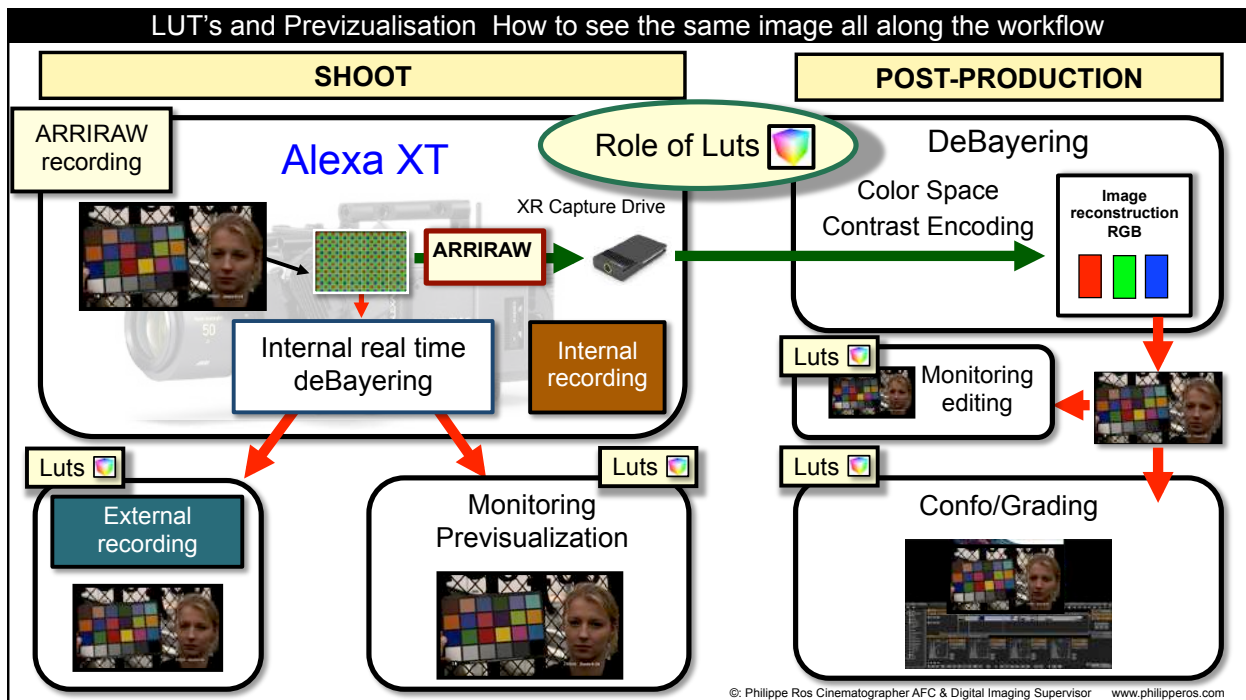 LUT's and Previzualisation How to see the same image all along the workflow
SHOOT
POST-PRODUCTION
ARRIRAW
recording
Alexa XT
Role of Luts
XR Capture Drive
ARRIRAW
Internal real time
deBayering
Internal
recording
DeBayering
Color Space
Contrast Encoding
Image
reconstruction
RGB
Luts
Monitoring
editing
Luts
External
recording
Luts
Monitoring
Previsualization
Luts
Confo/Grading
©: Philippe Ros Cinematographer AFC & Digital Imaging Supervisor www.philipperos.com